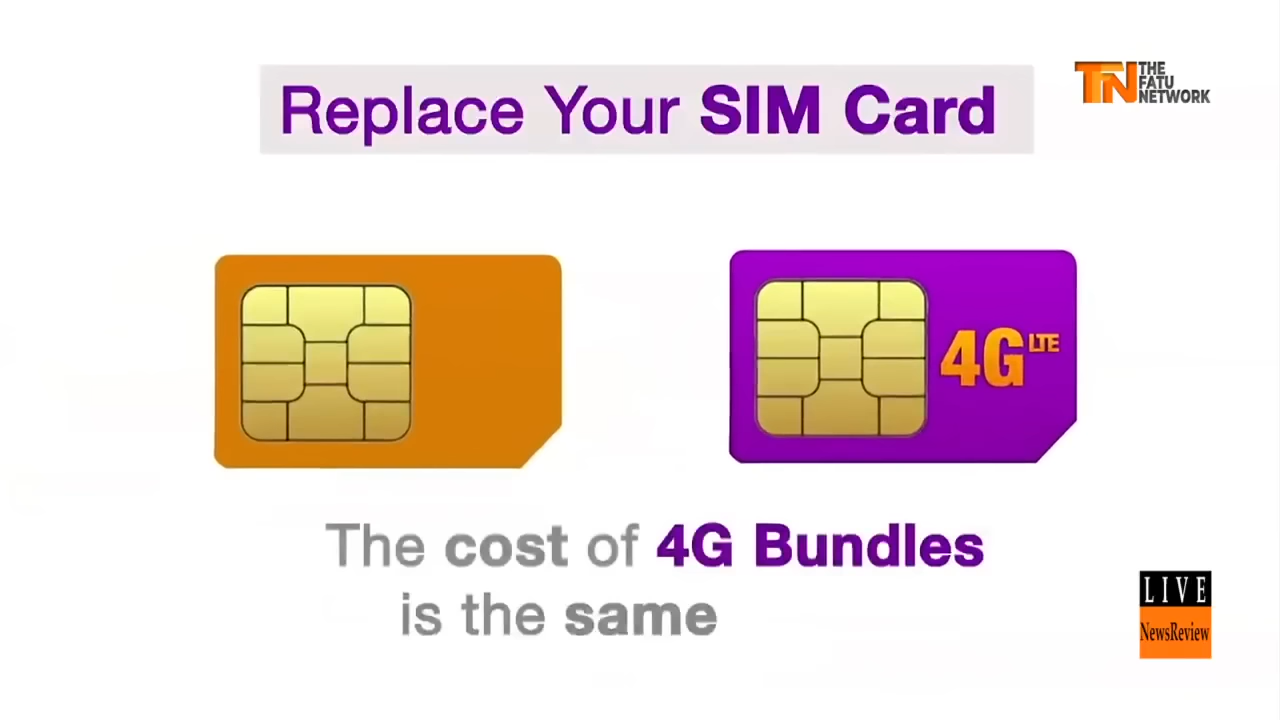 Replace Your SIM Card
THE
FATU
NETWORK
4G LTE
The cost of 4G Bundles
is the same
LIVE
NewsReview